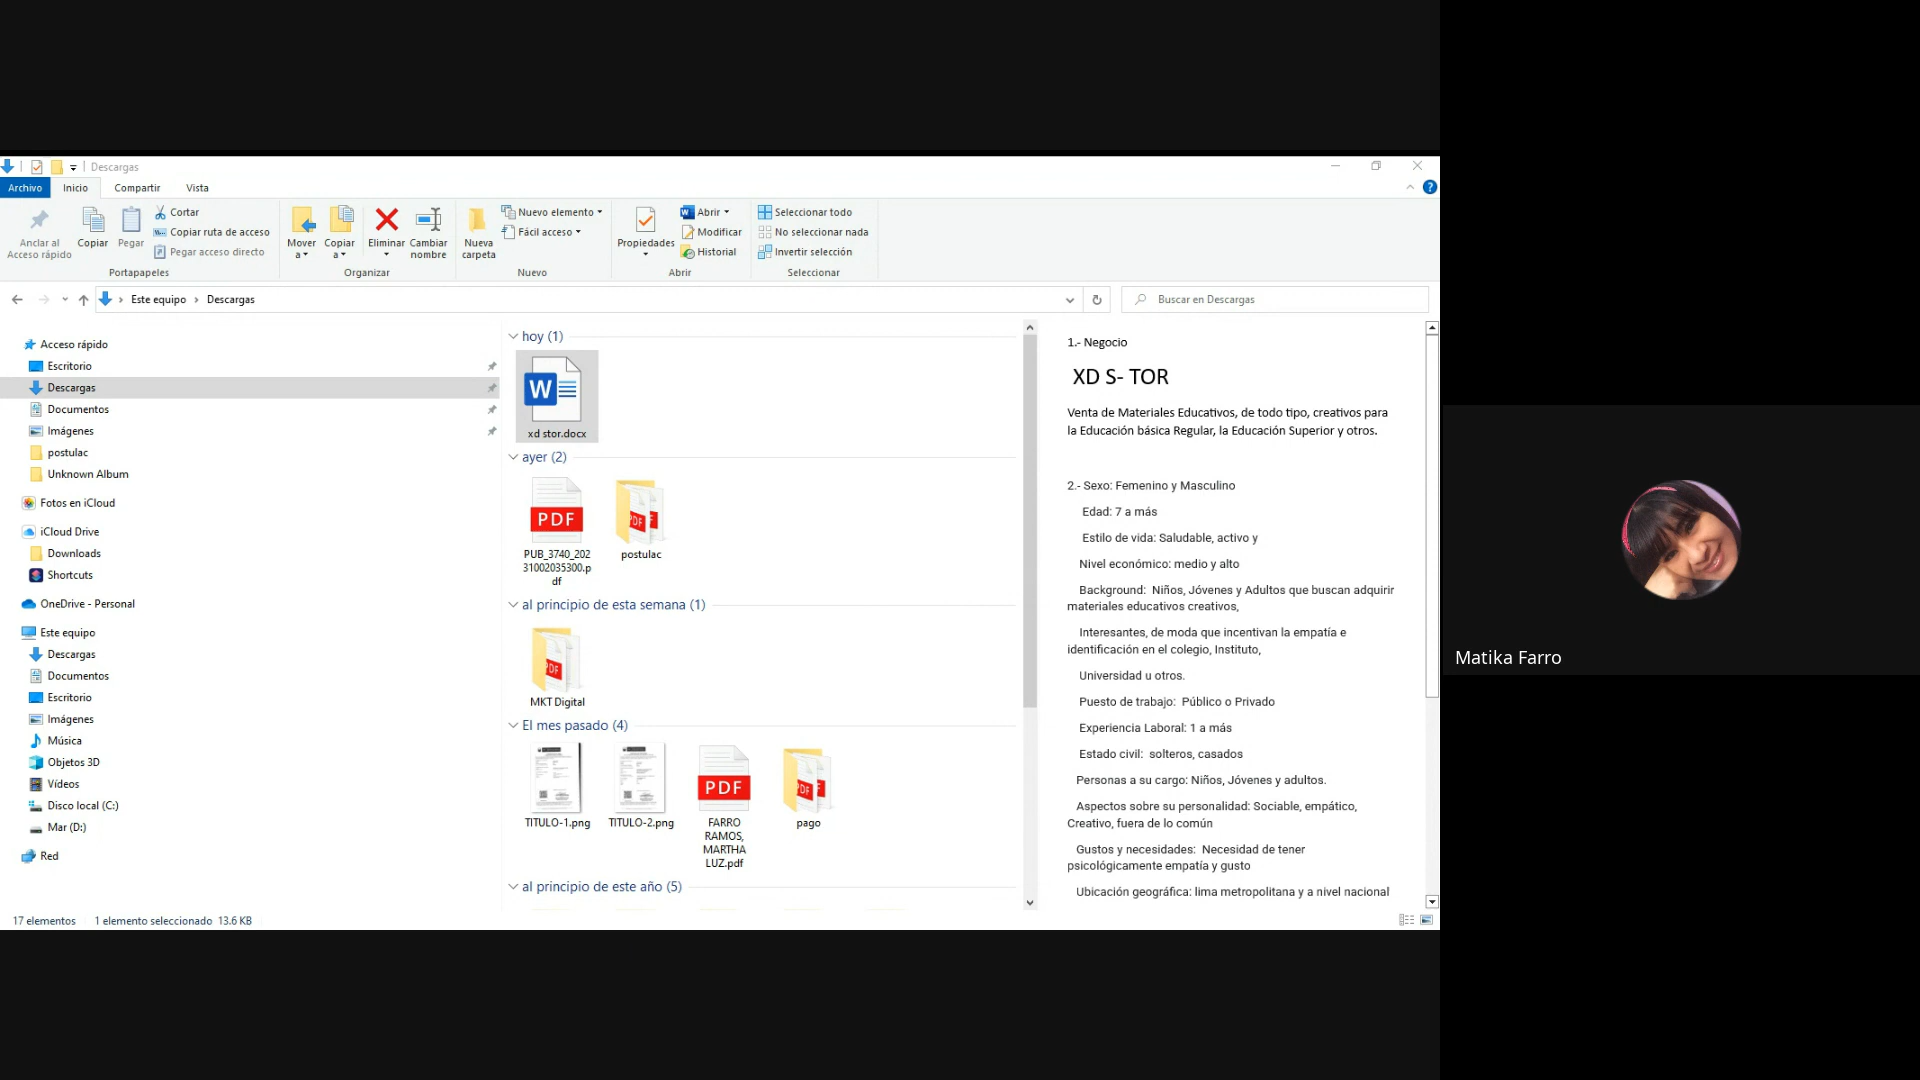 Descargas
Archivo
Inicio
Compartir
Vista
Anclar al
Acceso rápido
Copiar
Pegar
Cortar
Copiar ruta de acceso
Pegar acceso directo
Portapapeles
Mover
a
Copiar
a
Eliminar
Cambiar
nombre
Organizar
Nueva
carpeta
Nuevo elemento
Fácil acceso
Nuevo
Propiedades
Abrir
Modificar
Historial
Abrir
Seleccionar todo
No seleccionar nada
Invertir selección
Seleccionar
Este equipo › Descargas
Buscar en Descargas
Acceso rápido
Escritorio
Descargas
Documentos
Imágenes
postulac
Unknown Album
Fotos en iCloud
iCloud Drive
Downloads
Shortcuts
OneDrive - Personal
Este equipo
Descargas
Documentos
Escritorio
Imágenes
Música
Objetos 3D
Vídeos
Disco local (C:)
Mar (D:)
Red
hoy (1)
W
xd stor.docx
ayer (2)
PDF
PUB_3740_202
31002035300.p
df
PDF
postulac
al principio de esta semana (1)
PDF
MKT Digital
El mes pasado (4)
TITULO-1.png
TITULO-2.png
PDF
FARRO
RAMOS,
MARTHA
LUZ.pdf
PDF
pago
al principio de este año (5)
1.- Negocio
XD S- TOR
Venta de Materiales Educativos, de todo tipo, creativos para
la Educación básica Regular, la Educación Superior y otros.
2.- Sexo: Femenino y Masculino
Edad: 7 a más
Estilo de vida: Saludable, activo y
Nivel económico: medio y alto
Background: Niños, Jóvenes y Adultos que buscan adquirir
materiales educativos creativos,
Interesantes, de moda que incentivan la empatía e
identificación en el colegio, Instituto,
Universidad u otros.
Puesto de trabajo: Público o Privado
Experiencia Laboral: 1 a más
Estado civil: solteros, casados
Personas a su cargo: Niños, Jóvenes y adultos.
Aspectos sobre su personalidad: Sociable, empático,
Creativo, fuera de lo común
Gustos y necesidades: Necesidad de tener
psicológicamente empatía y gusto
Ubicación geográfica: lima metropolitana y a nivel nacional
17 elementos
1 elemento seleccionado 13.6 KB
Matika Farro